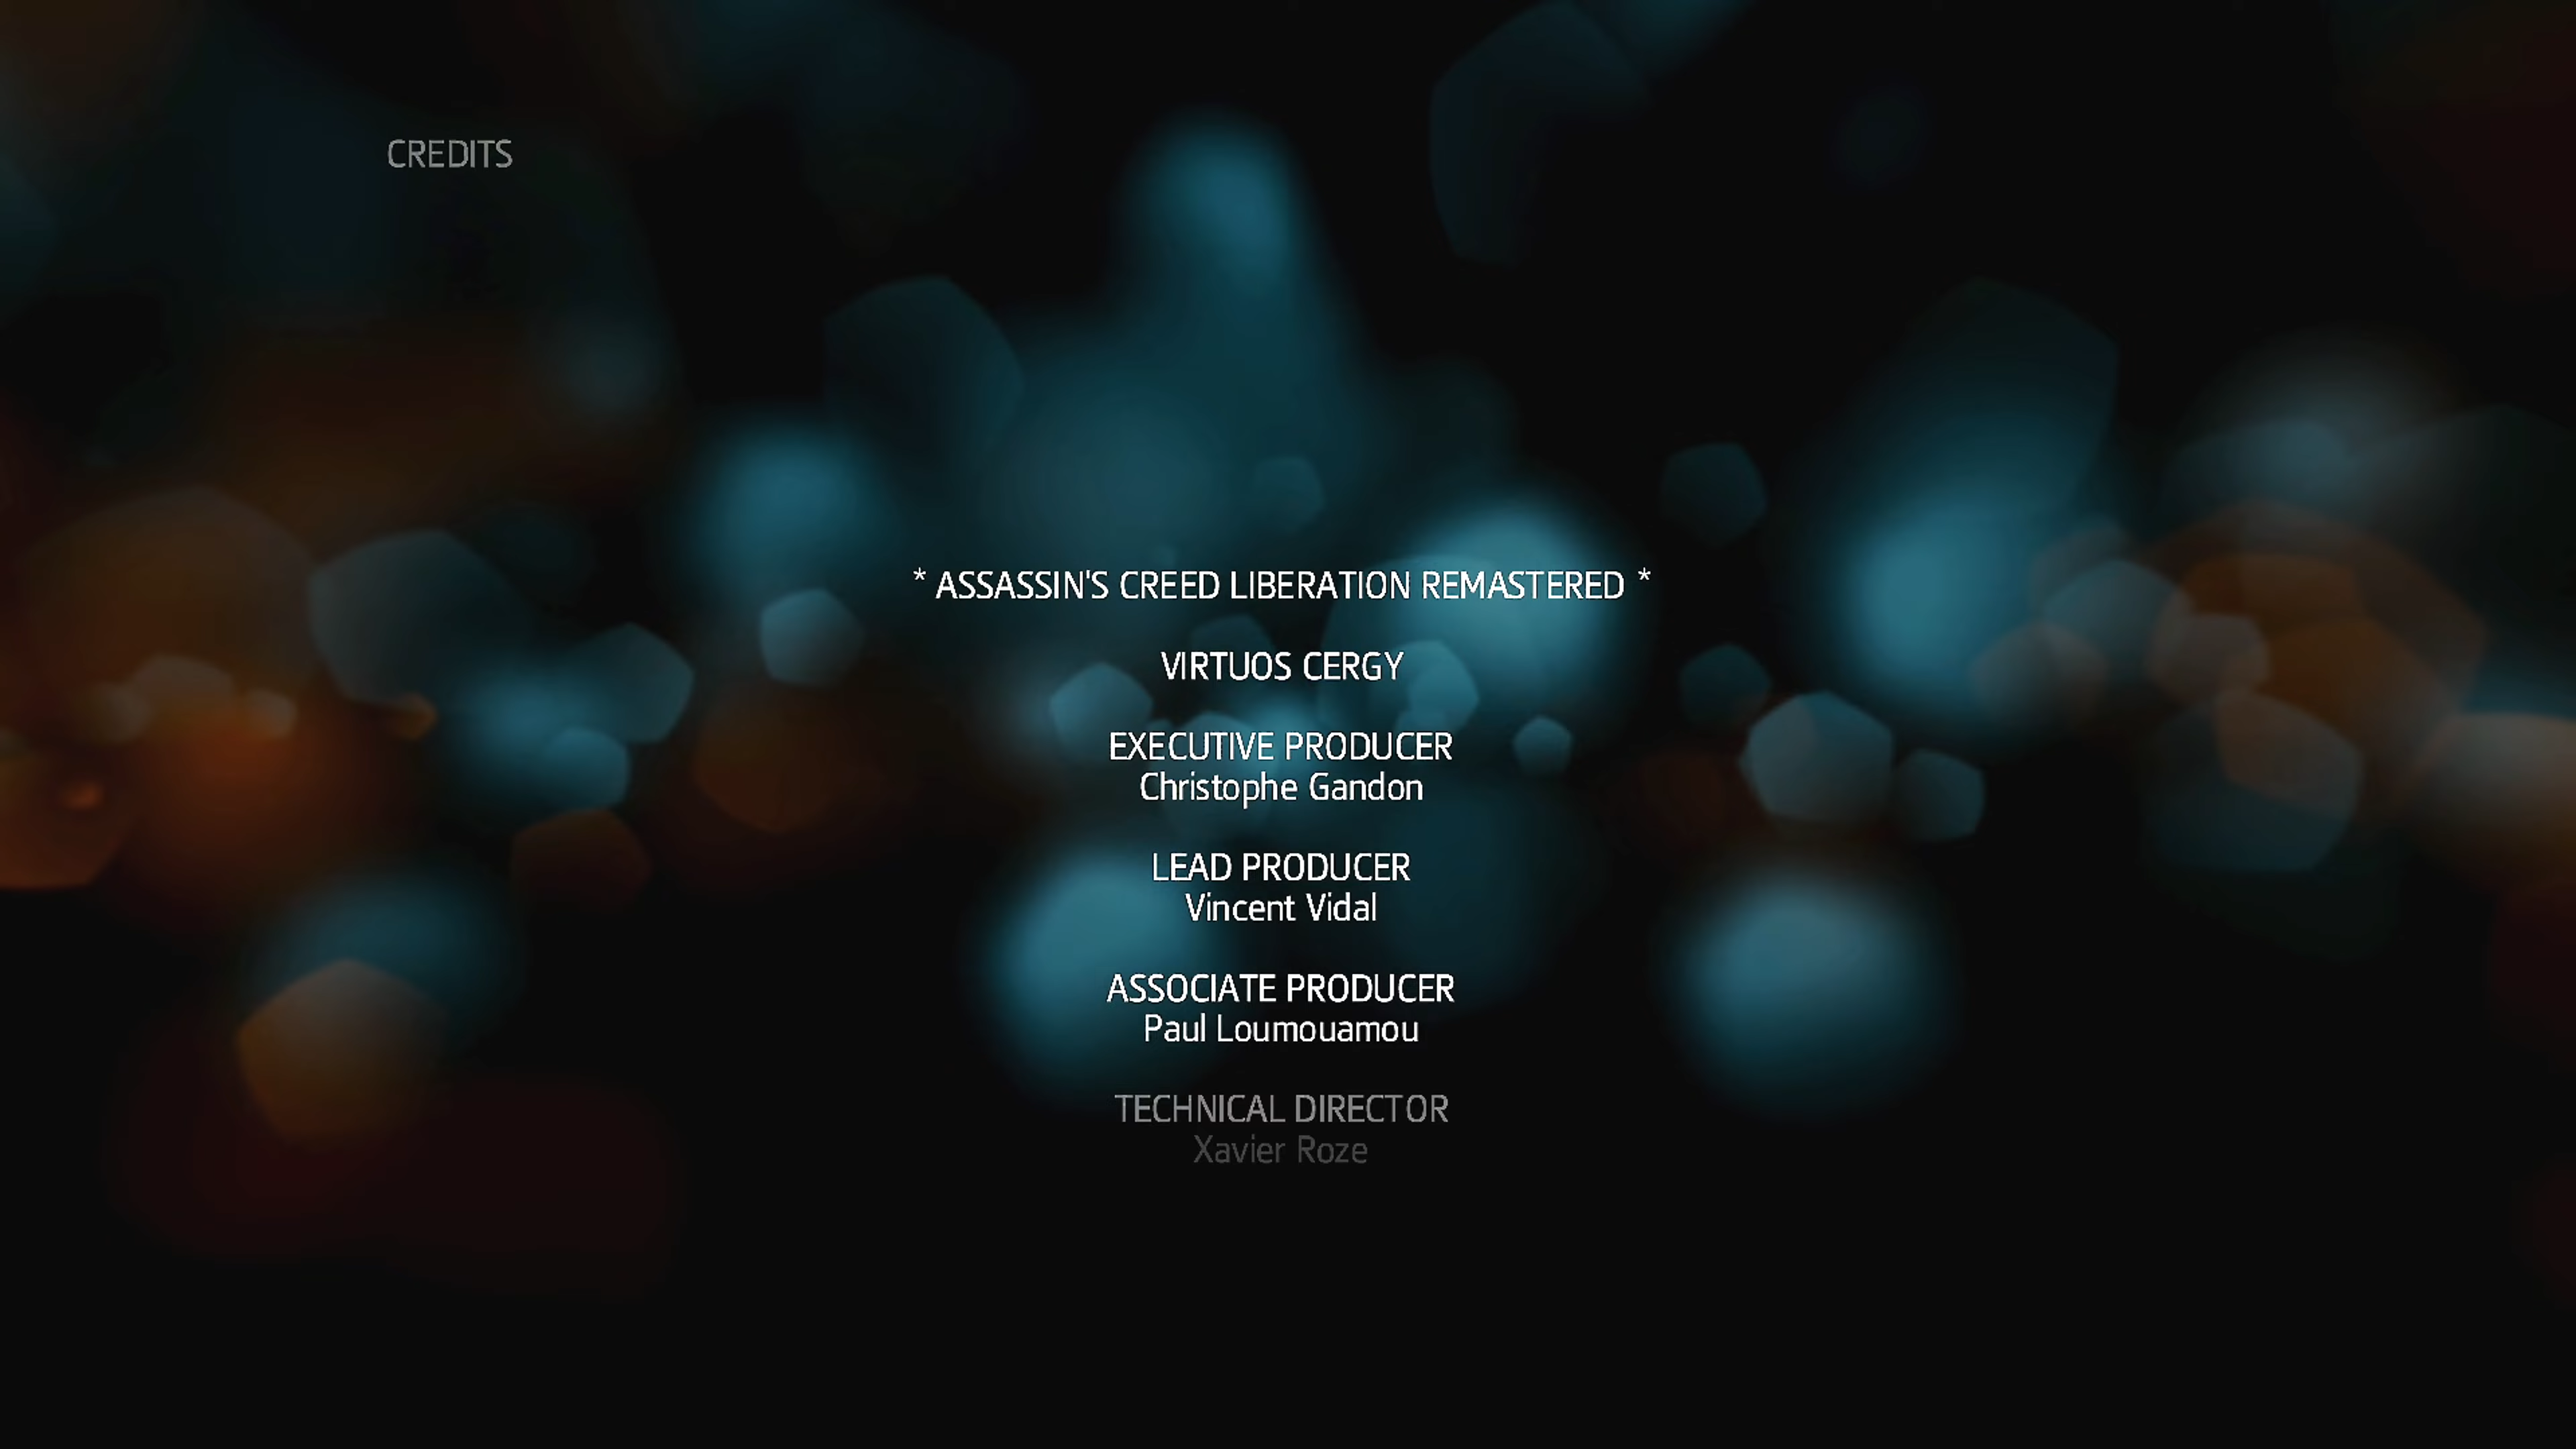 CREDITS
* ASSASSIN'S CREED LIBERATION REMASTERED *
VIRTUOS CERGY
EXECUTIVE PRODUCER
Christophe Gandon
LEAD PRODUCER
Vincent Vidal
ASSOCIATE PRODUCER
Paul Loumouamou
TECHNICAL DIRECTOR
Xavier Roze